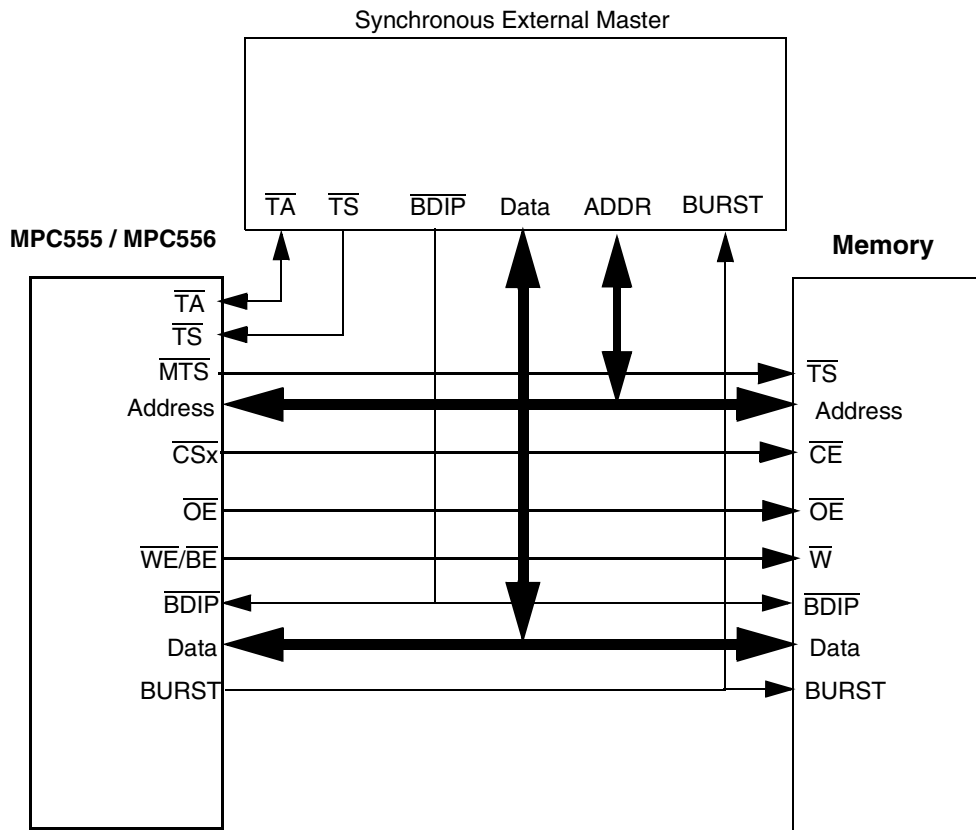 Synchronous External Master
TA TS BDIP Data ADDR BURST
MPC555 / MPC556
Memory
TA
TS
MTS TS
Address Address
CSx CE
OE OE
WE/BE W
BDIP BDIP
Data Data
BURST BURST